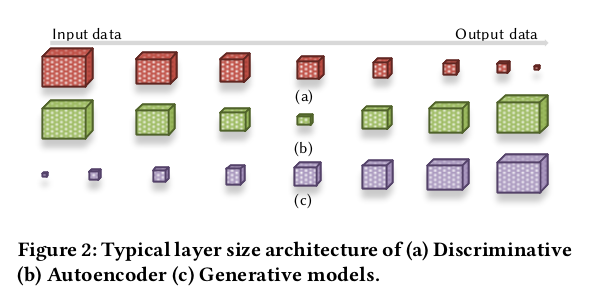 Input data Output data
(a)
(b)
(c)
Figure 2: Typical layer size architecture of (a) Discriminative
(b) Autoencoder (c) Generative models.